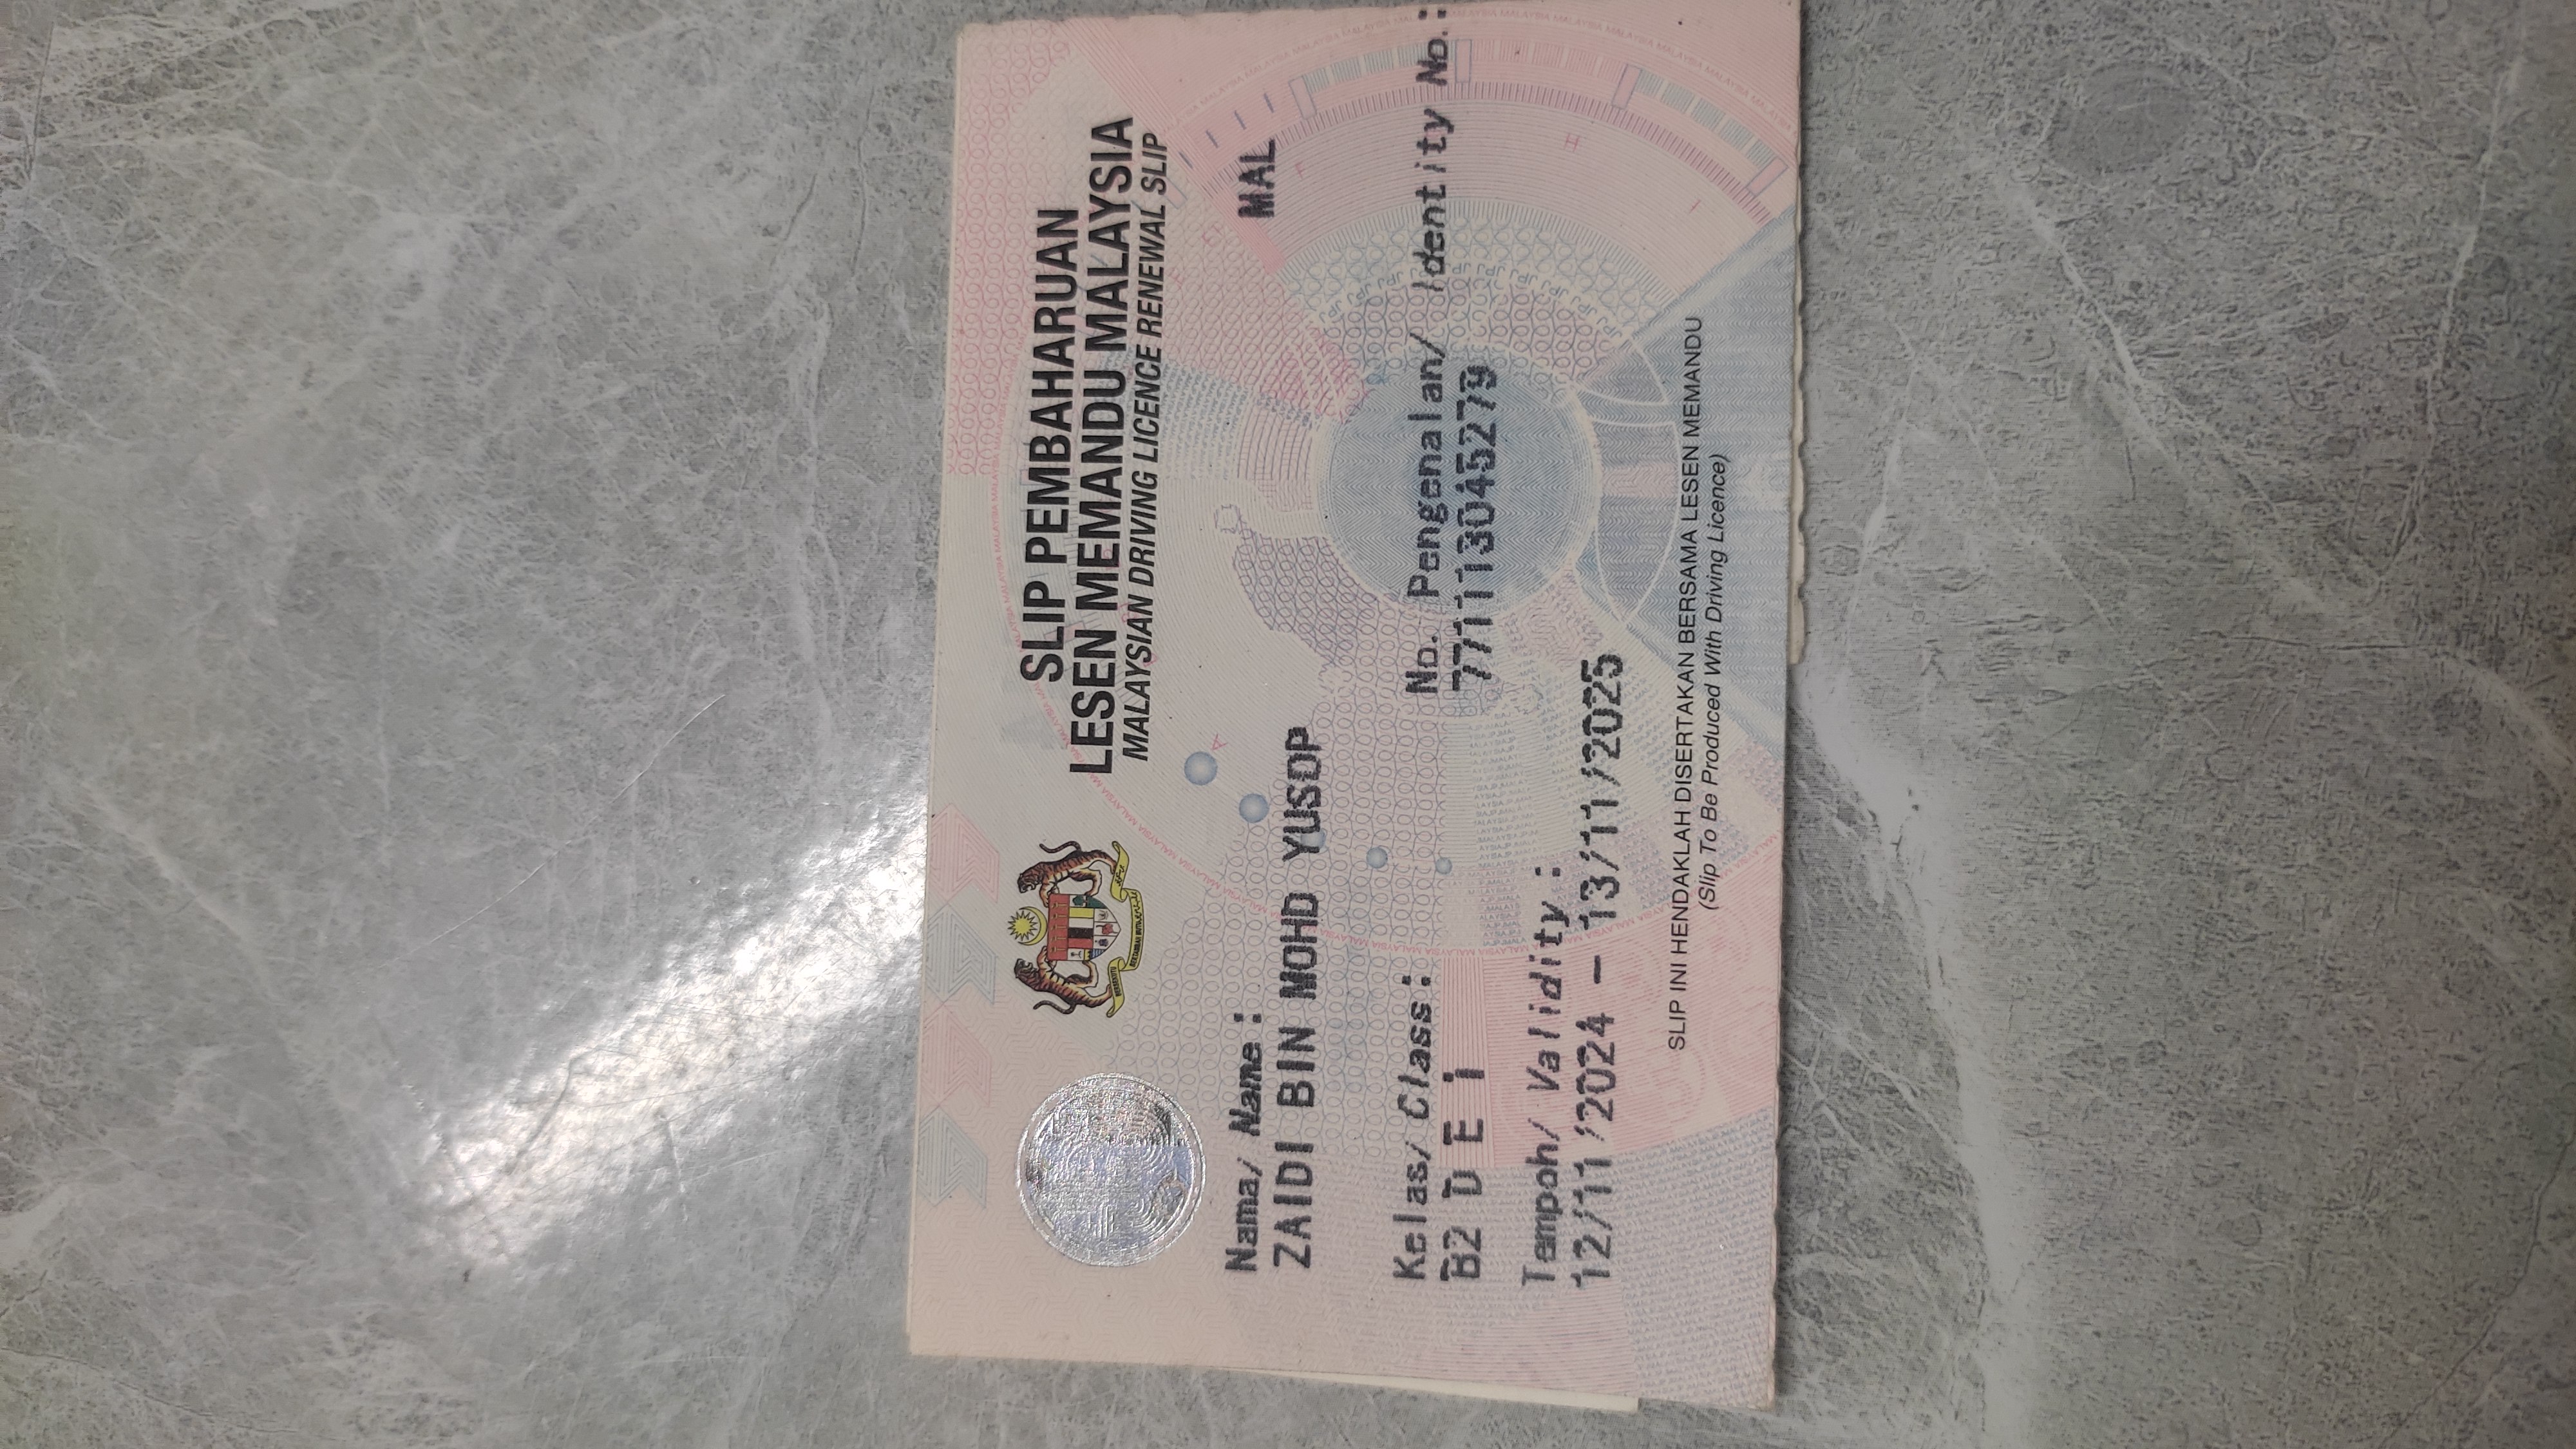 SLIP PEMBAHARUAN
LESEN MEMANDU MALAYSIA
MALAYSIAN DRIVING LICENCE RENEWAL SLIP
Nama/ Name :
MAL
ZAIDI BIN MOHD YUSOP
Kelas/ Class :
No. Pengenalan/ Identity No. :
B2 D E i
771113045279
Tempoh/ Validity :
12/11/2024 - 13/11/2025
SLIP INI HENDAKLAH DISERTAKAN BERSAMA LESEN MEMANDU
(Slip To Be Produced With Driving Licence)